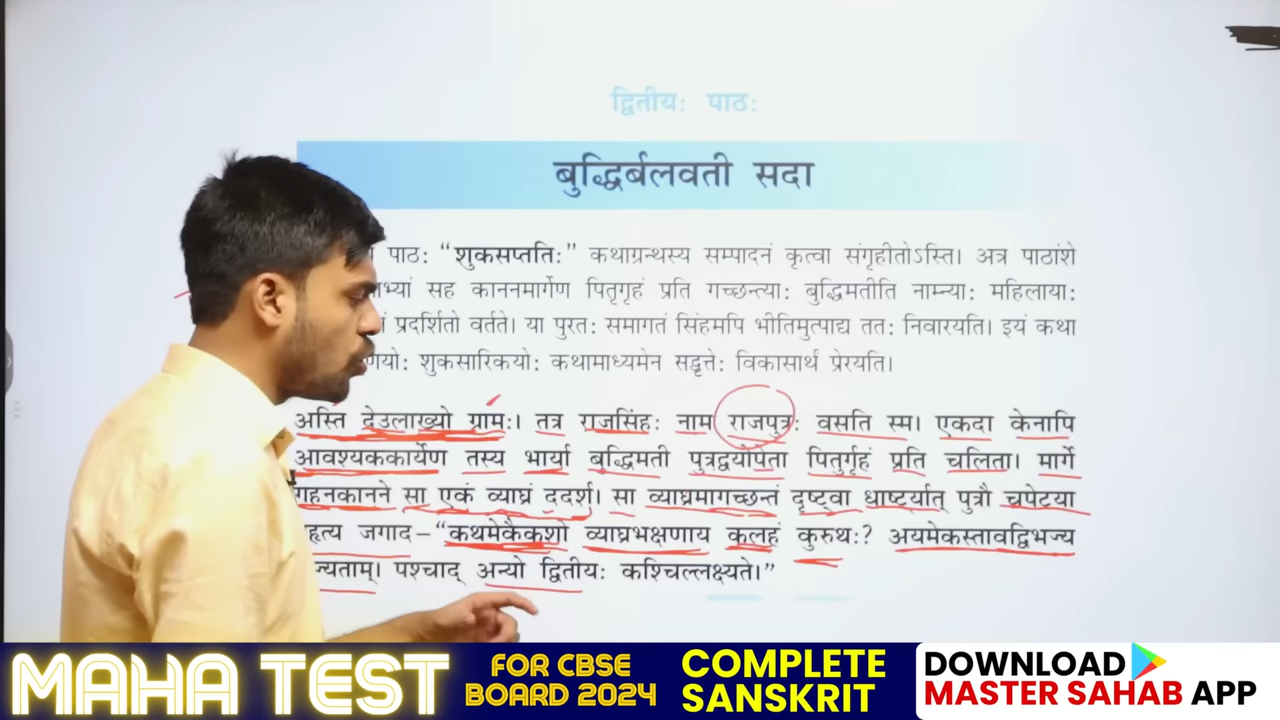 द्वितीयः पाठः
बुद्धिर्बलवती सदा
पाठः “शुकसप्ततिः” कथाग्रन्थस्य सम्पादनं कृत्वा संगृहीतोऽस्ति। अत्र पाठांशे
सह काननमार्गेण पितृगृहं प्रति गच्छन्त्याः बुद्धिमतीति नाम्न्याः महिलायाः
प्रदर्शितो वर्तते। या पुरतः समागतं सिंहमपि भीतिमुत्पाद्य ततः निवारयति। इयं कथा
शुकसारिकयोः कथामाध्यमेन सद्वृत्तेः विकासार्थं प्रेरयति।
अस्ति देउलाख्यो ग्रामः। तत्र राजसिंहः नाम राजपुत्रः वसति स्म। एकदा केनापि
आवश्यककार्येण तस्य भार्या बुद्धिमती पुत्रद्वयोपेता पितुर्गृहं प्रति चलिता। मार्गे
गहनकानने सा एकं व्याघ्रं ददर्श। सा व्याघ्रमागच्छन्तं दृष्ट्वा धार्ष्ट्यात् पुत्रौ चपेटया
जगाद–“कथमेकैकशो व्याघ्रभक्षणाय कलहं कुरुथः? अयमेकस्तावद्विभज्य
पश्चाद् अन्यो द्वितीयः कश्चिल्लक्ष्यते।”
MAHA TEST
FOR CBSE
BOARD 2024
COMPLETE
SANSKRIT
DOWNLOAD
MASTER SAHAB APP